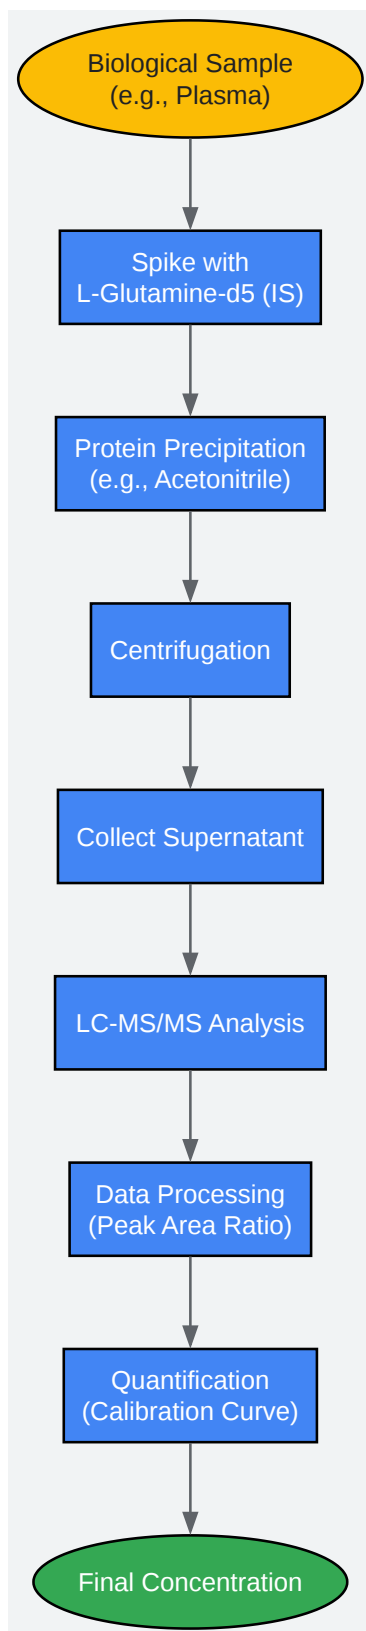 Biological Sample
(e.g., Plasma)
Spike with
L-Glutamine-d5 (IS)
Protein Precipitation
(e.g., Acetonitrile)
Centrifugation
Collect Supernatant
LC-MS/MS Analysis
Data Processing
(Peak Area Ratio)
Quantification
(Calibration Curve)
Final Concentration